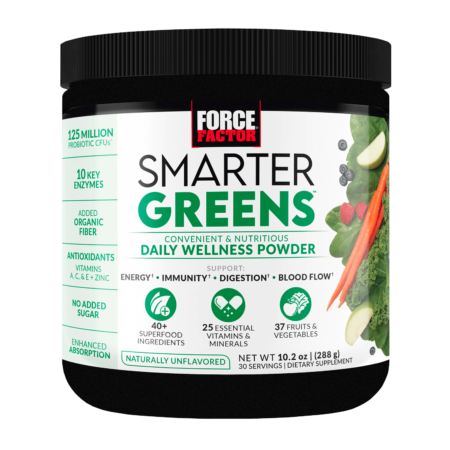 FORCE
FACTOR
SMARTER
GREENS™
CONVENIENT & NUTRITIOUS
DAILY WELLNESS POWDER
SUPPORT:
ENERGY† • IMMUNITY† • DIGESTION† • BLOOD FLOW†
40+
SUPERFOOD
INGREDIENTS
25 ESSENTIAL
VITAMINS &
MINERALS
37 FRUITS &
VEGETABLES
NATURALLY UNFLAVORED
NET WT 10.2 oz (288 g)
30 SERVINGS | DIETARY SUPPLEMENT
125 MILLION
PROBIOTIC CFUs
10 KEY
ENZYMES
ADDED
ORGANIC
FIBER
ANTIOXIDANTS
VITAMINS
A, C, & E + ZINC
NO ADDED
SUGAR
ENHANCED
ABSORPTION